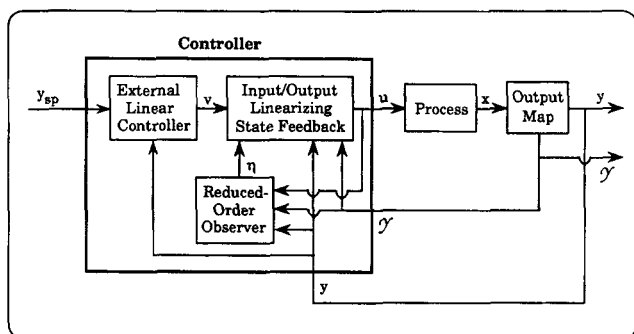 Controller
y_sp
External
Linear
Controller
v
Input/Output
Linearizing
State Feedback
u
Process
x
Output
Map
y
𝒴
η
Reduced-
Order
Observer
𝒴
y